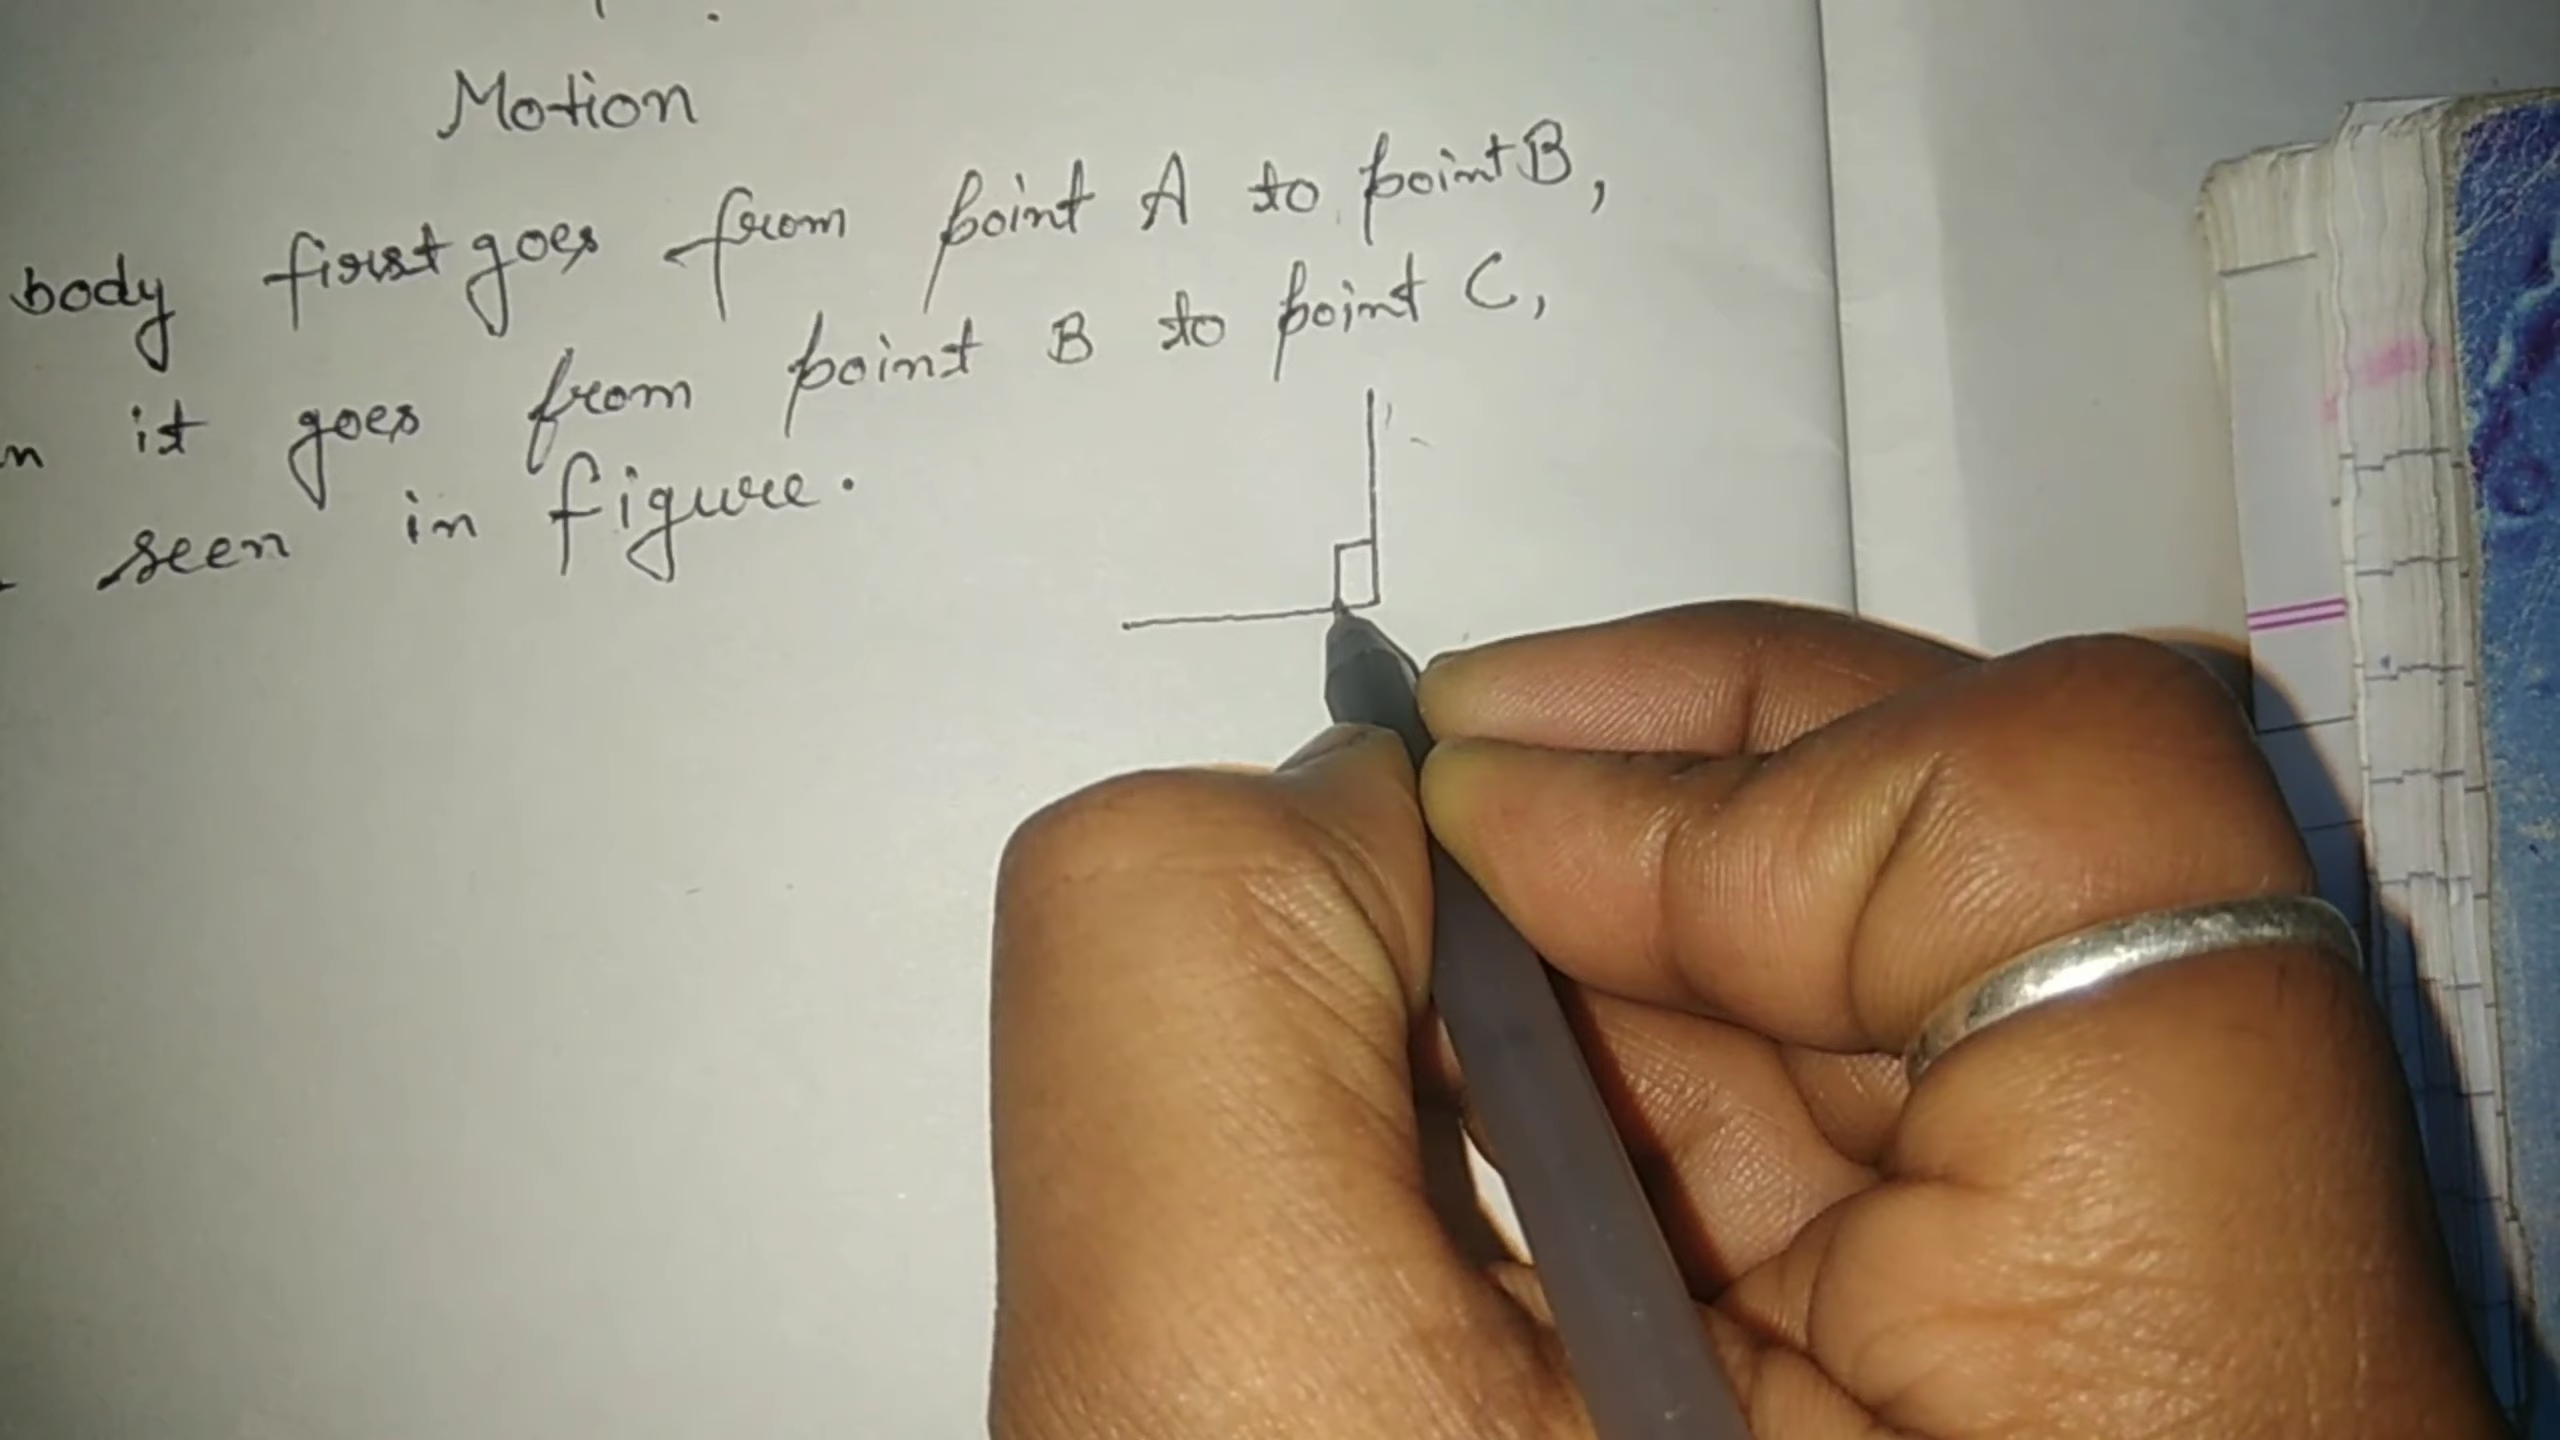 Motion
body first goes from point A to point B,
it goes from point B to point C,
seen in figure.